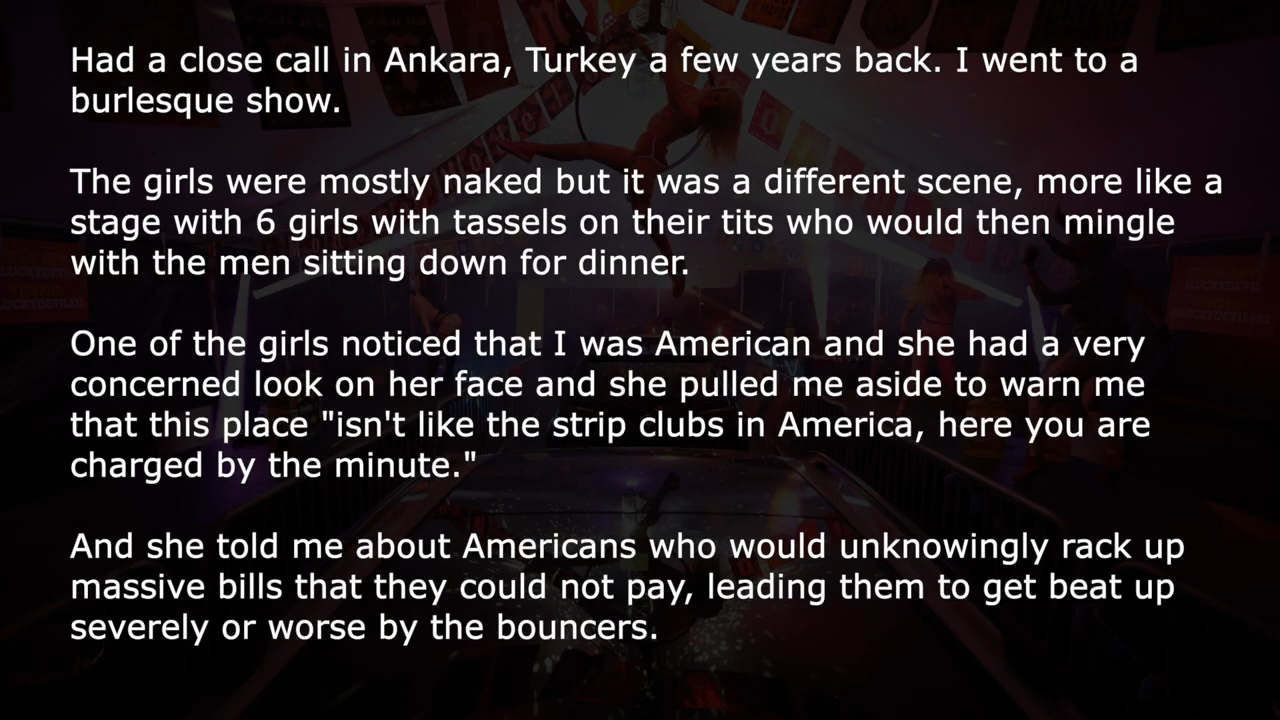 Had a close call in Ankara, Turkey a few years back. I went to a
burlesque show.
The girls were mostly naked but it was a different scene, more like a
stage with 6 girls with tassels on their tits who would then mingle
with the men sitting down for dinner.
One of the girls noticed that I was American and she had a very
concerned look on her face and she pulled me aside to warn me
that this place "isn't like the strip clubs in America, here you are
charged by the minute."
And she told me about Americans who would unknowingly rack up
massive bills that they could not pay, leading them to get beat up
severely or worse by the bouncers.